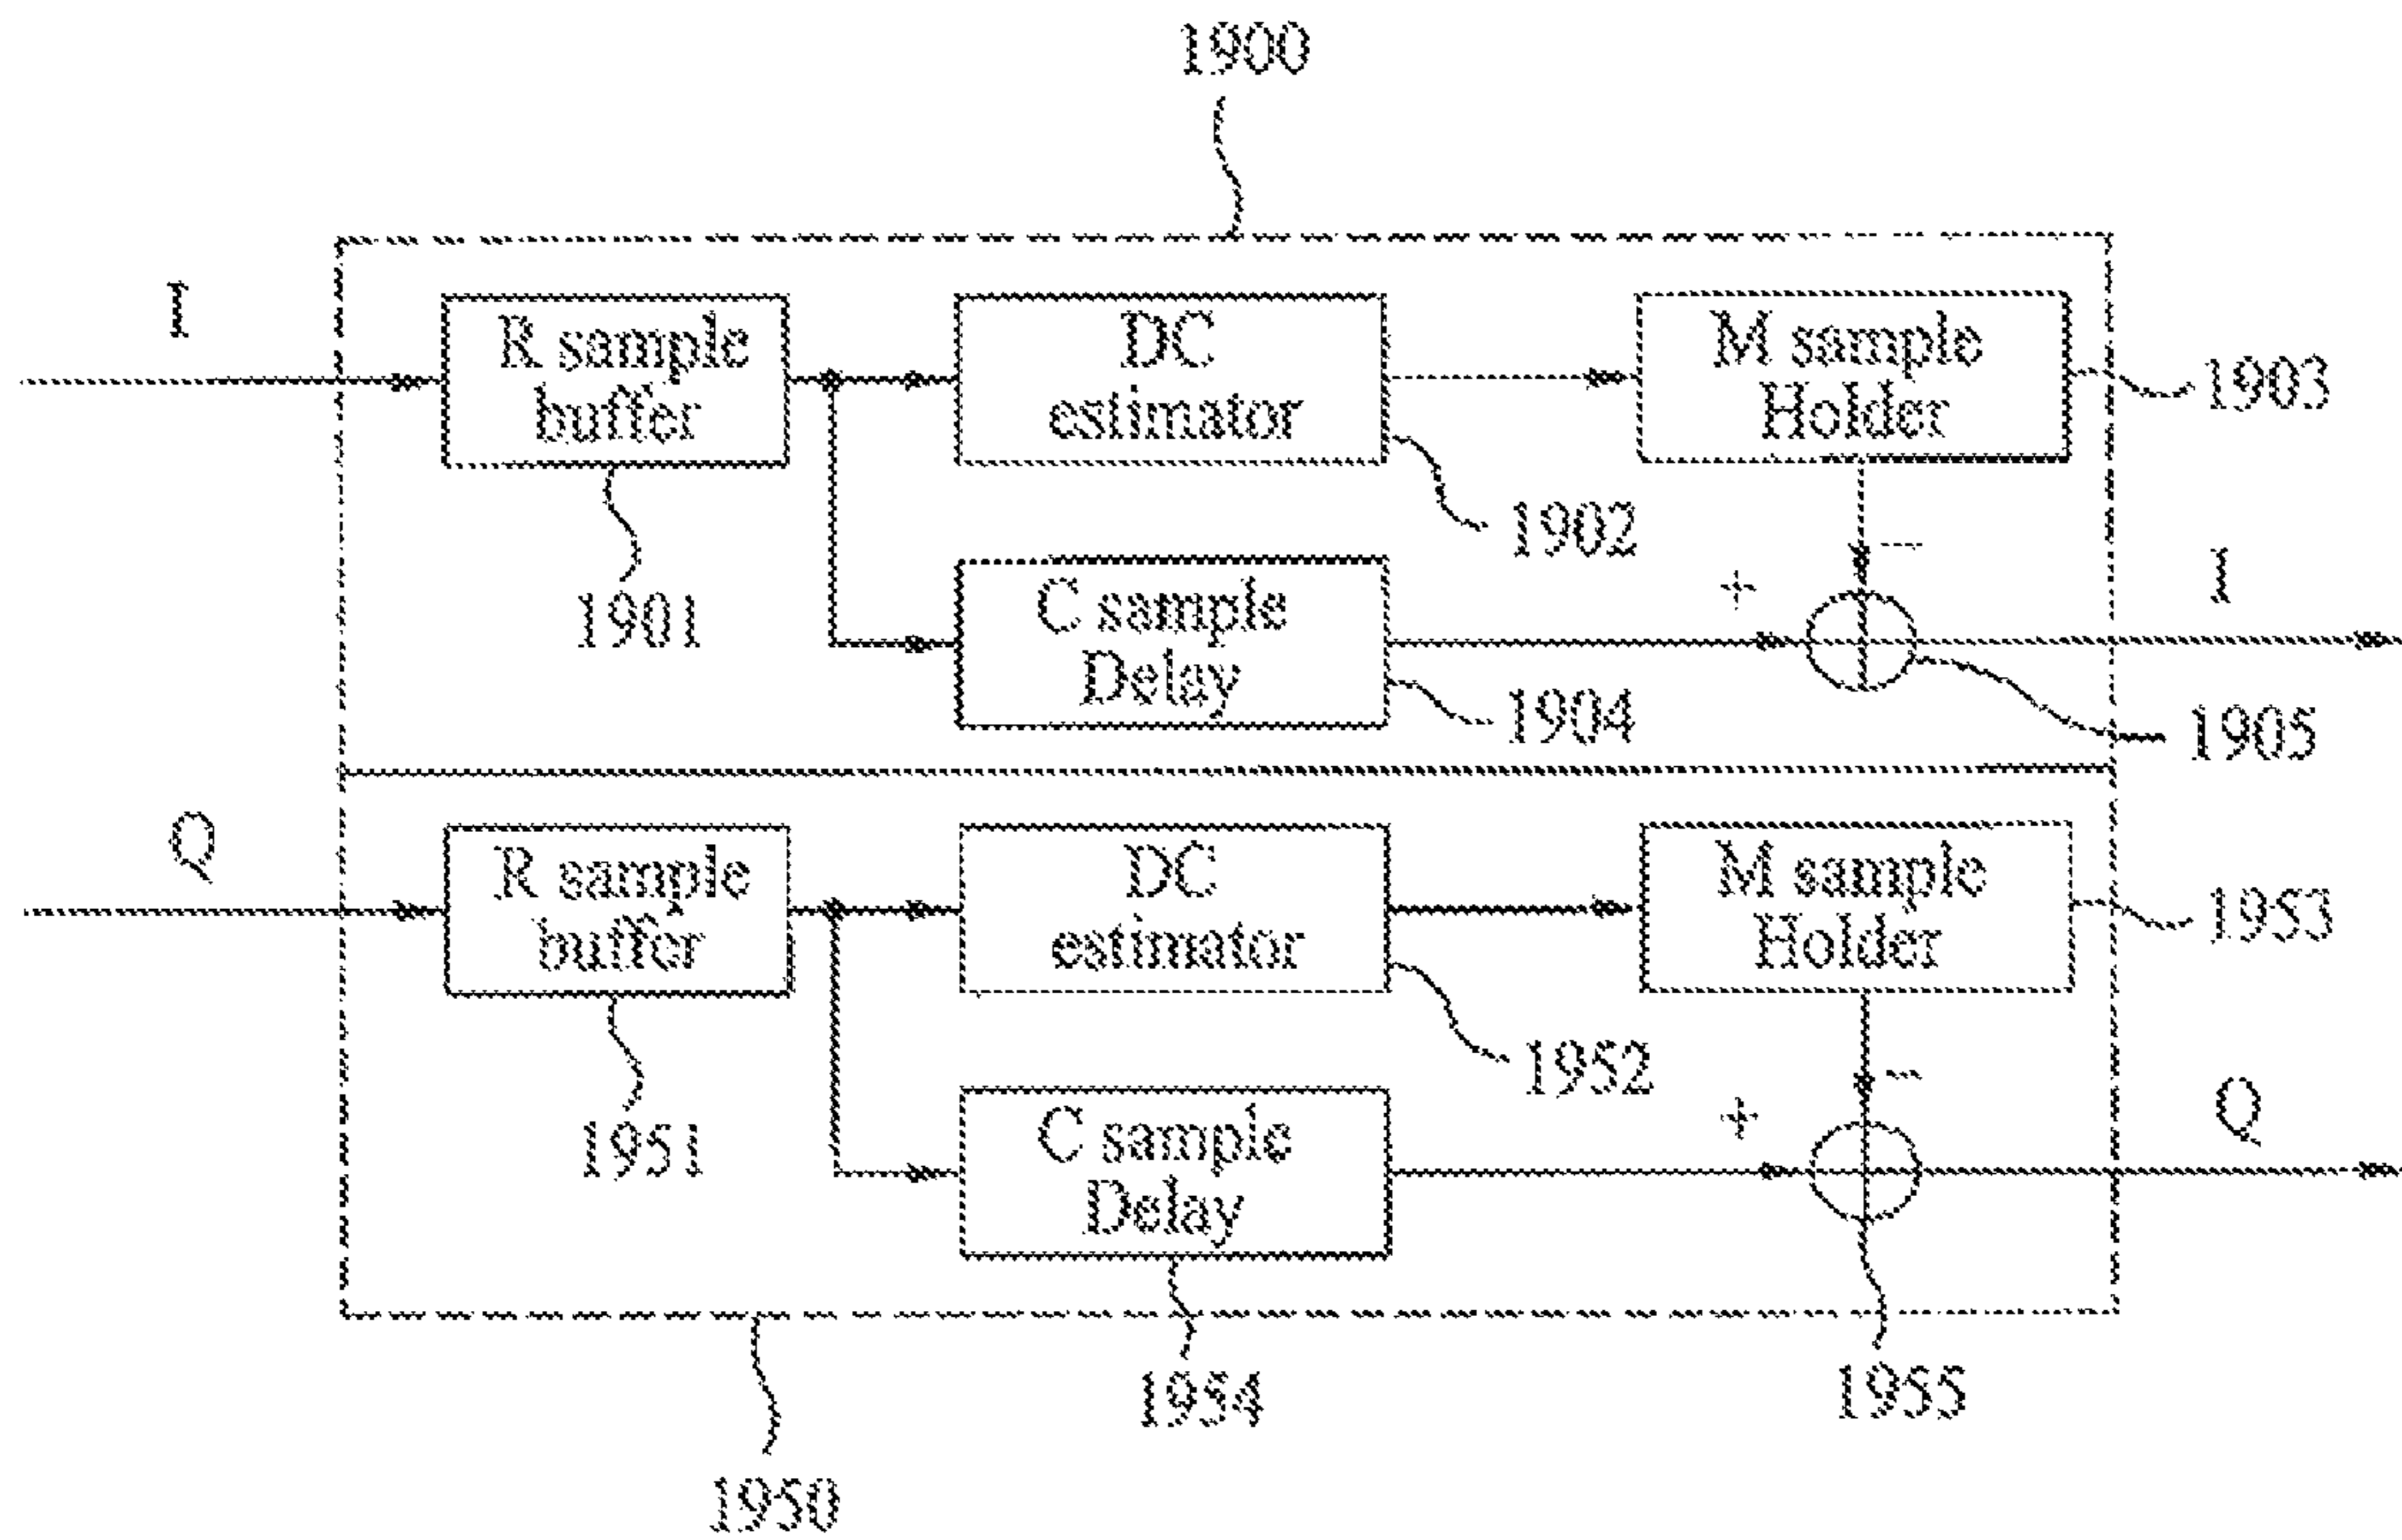 1900
I
R sample
buffer
DC
estimator
M sample
Holder
1903
1902
1901
C sample
Delay
+
−
I
1904
1905
Q
R sample
buffer
DC
estimator
M sample
Holder
1953
1952
1951
C sample
Delay
+
−
Q
1954
1955
1950